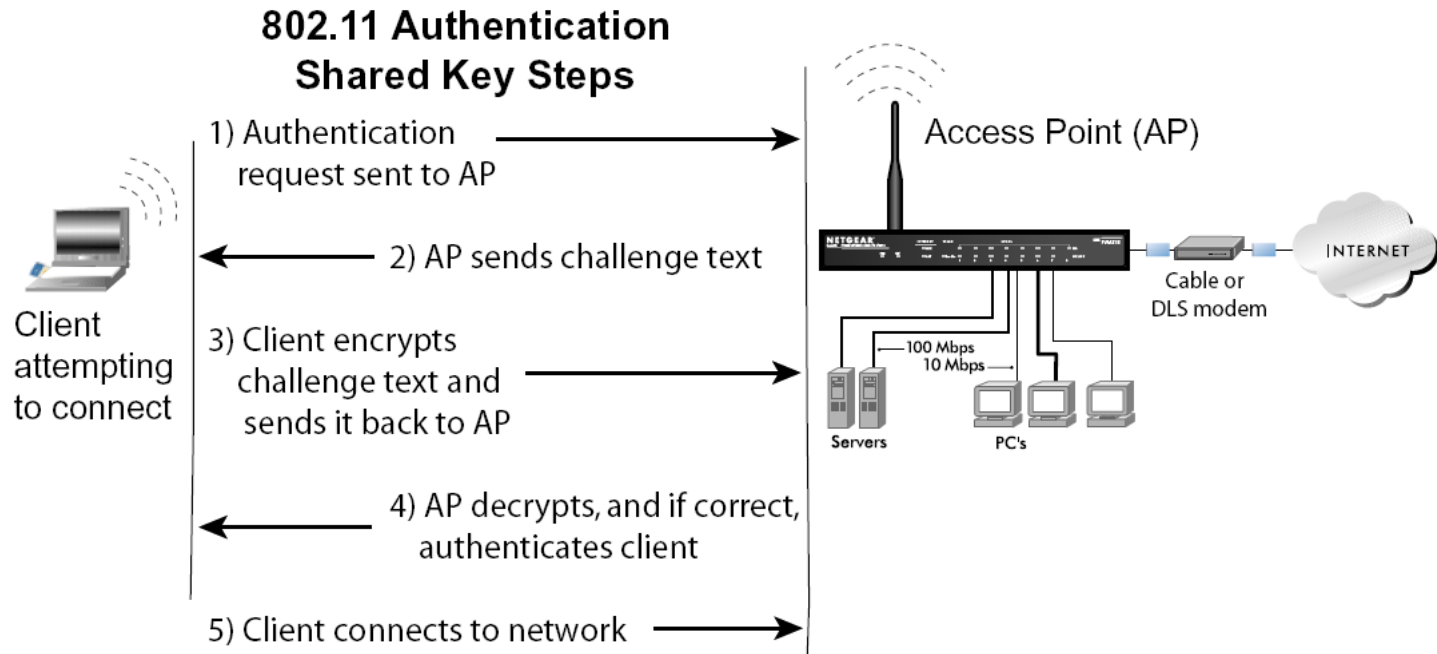 802.11 Authentication
Shared Key Steps
1) Authentication
request sent to AP
Access Point (AP)
2) AP sends challenge text
NETGEAR
INTERNET
Cable or
DLS modem
Client
attempting
to connect
3) Client encrypts
challenge text and
sends it back to AP
100 Mbps
10 Mbps
Servers
PC's
4) AP decrypts, and if correct,
authenticates client
5) Client connects to network